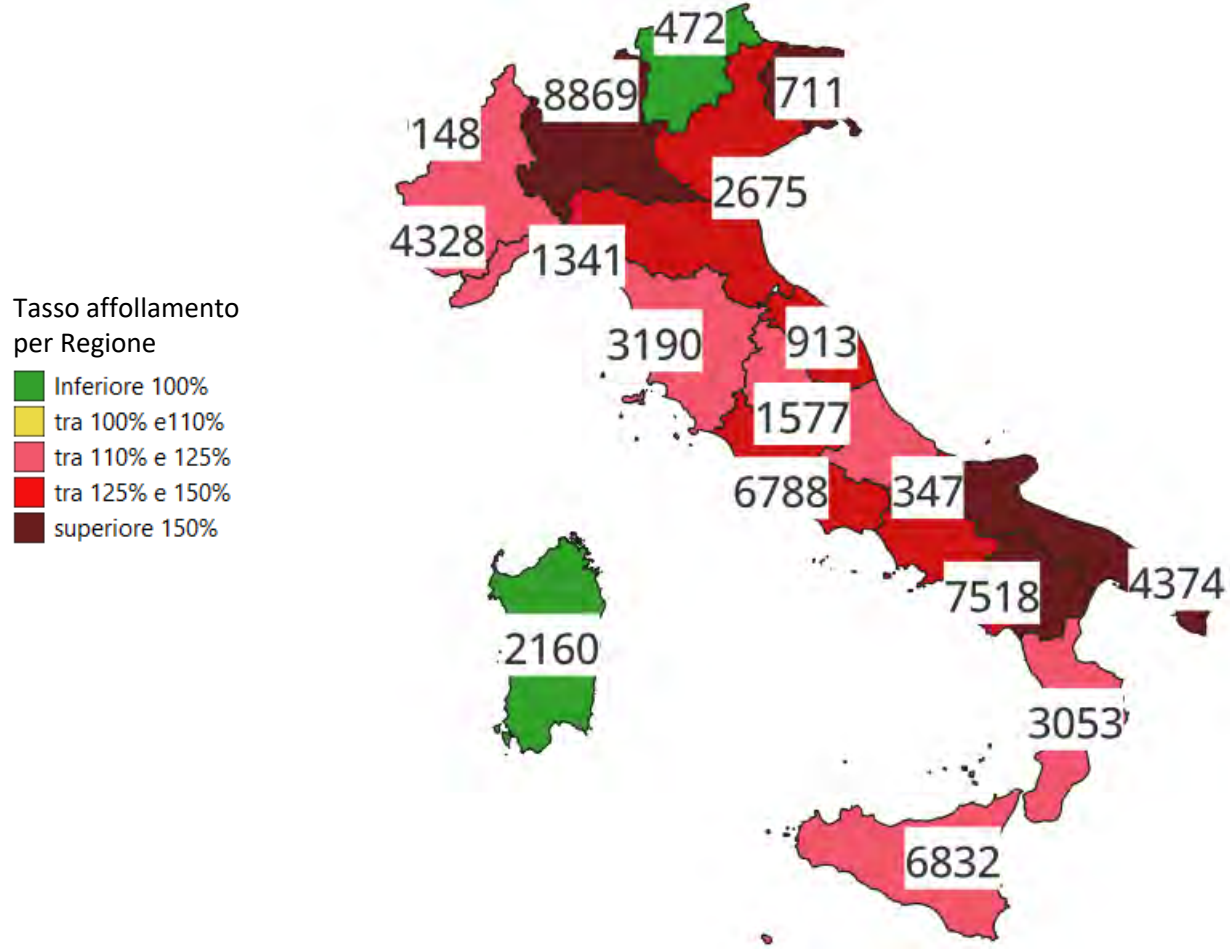 472
8869
711
148
2675
4328
1341
Tasso affollamento
per Regione
Inferiore 100%
tra 100% e110%
tra 110% e 125%
tra 125% e 150%
superiore 150%
3190
913
1577
6788
347
7518
4374
2160
3053
6832